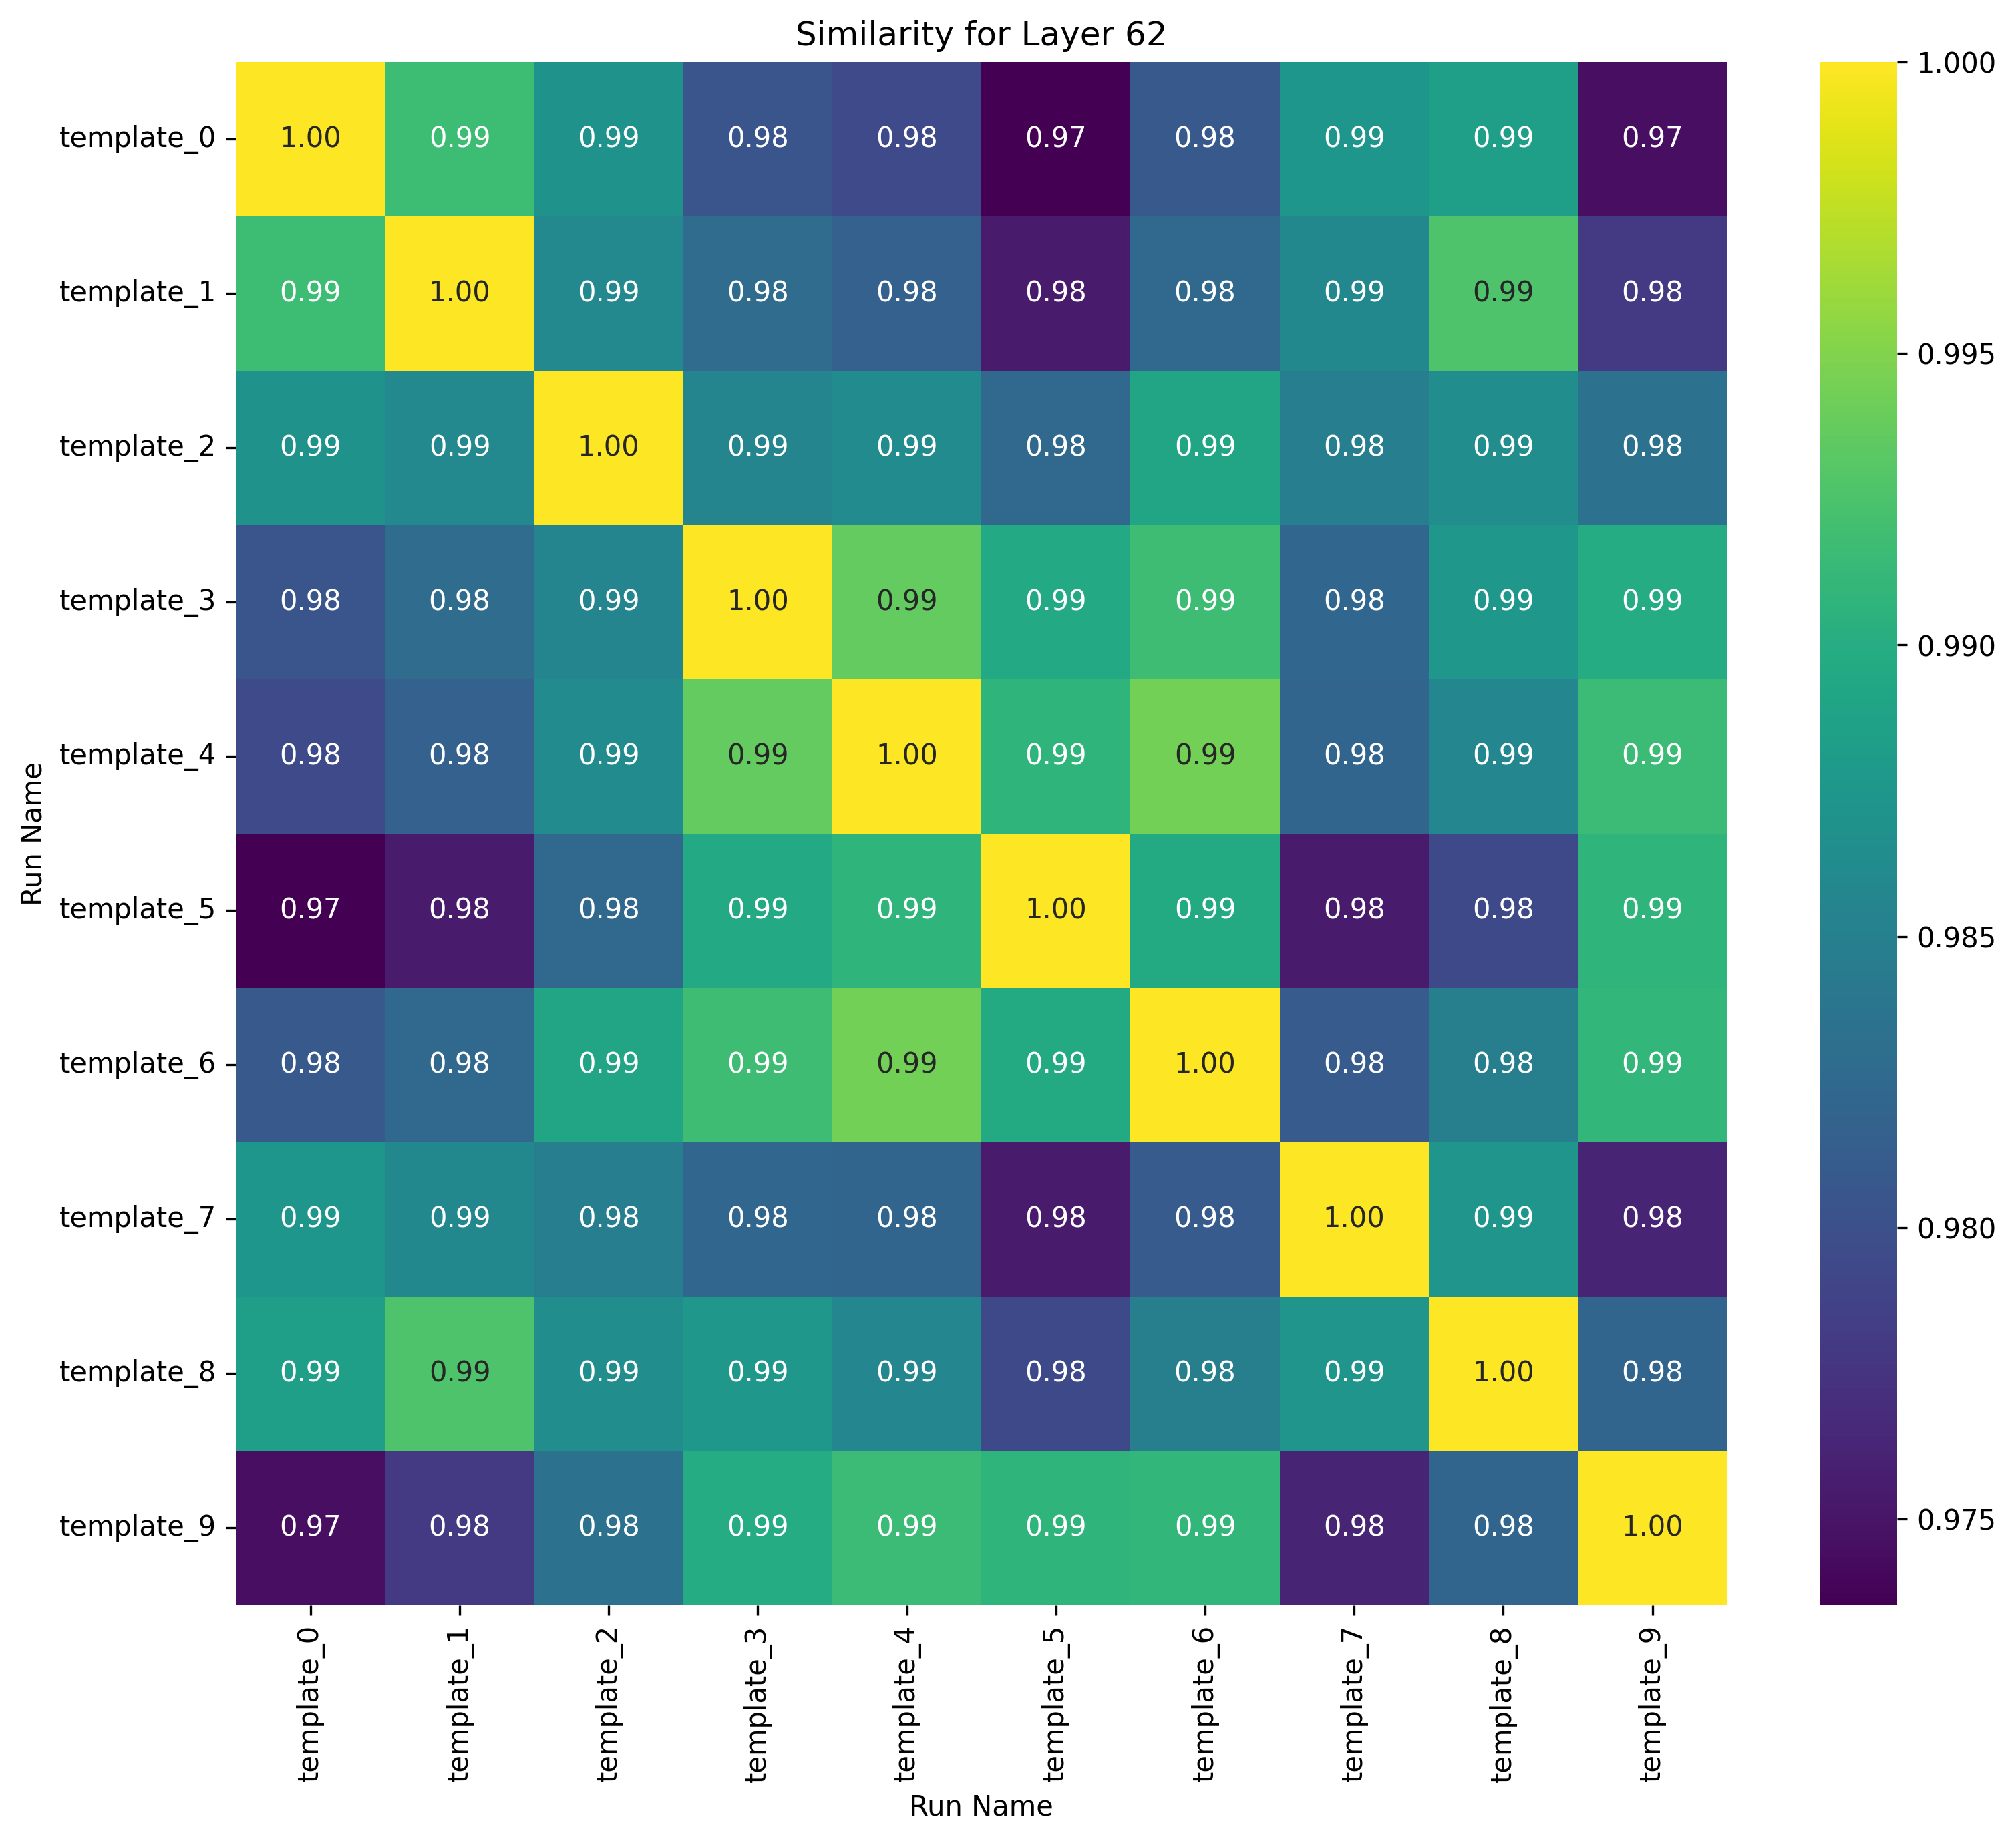 Similarity for Layer 62
template_0 1.00 0.99 0.99 0.98 0.98 0.97 0.98 0.99 0.99 0.97
template_1 0.99 1.00 0.99 0.98 0.98 0.98 0.98 0.99 0.99 0.98
template_2 0.99 0.99 1.00 0.99 0.99 0.98 0.99 0.98 0.99 0.98
template_3 0.98 0.98 0.99 1.00 0.99 0.99 0.99 0.98 0.99 0.99
template_4 0.98 0.98 0.99 0.99 1.00 0.99 0.99 0.98 0.99 0.99
template_5 0.97 0.98 0.98 0.99 0.99 1.00 0.99 0.98 0.98 0.99
template_6 0.98 0.98 0.99 0.99 0.99 0.99 1.00 0.98 0.98 0.99
template_7 0.99 0.99 0.98 0.98 0.98 0.98 0.98 1.00 0.99 0.98
template_8 0.99 0.99 0.99 0.99 0.99 0.98 0.98 0.99 1.00 0.98
template_9 0.97 0.98 0.98 0.99 0.99 0.99 0.99 0.98 0.98 1.00
Run Name
template_0 template_1 template_2 template_3 template_4 template_5 template_6 template_7 template_8 template_9
Run Name
1.000
0.995
0.990
0.985
0.980
0.975